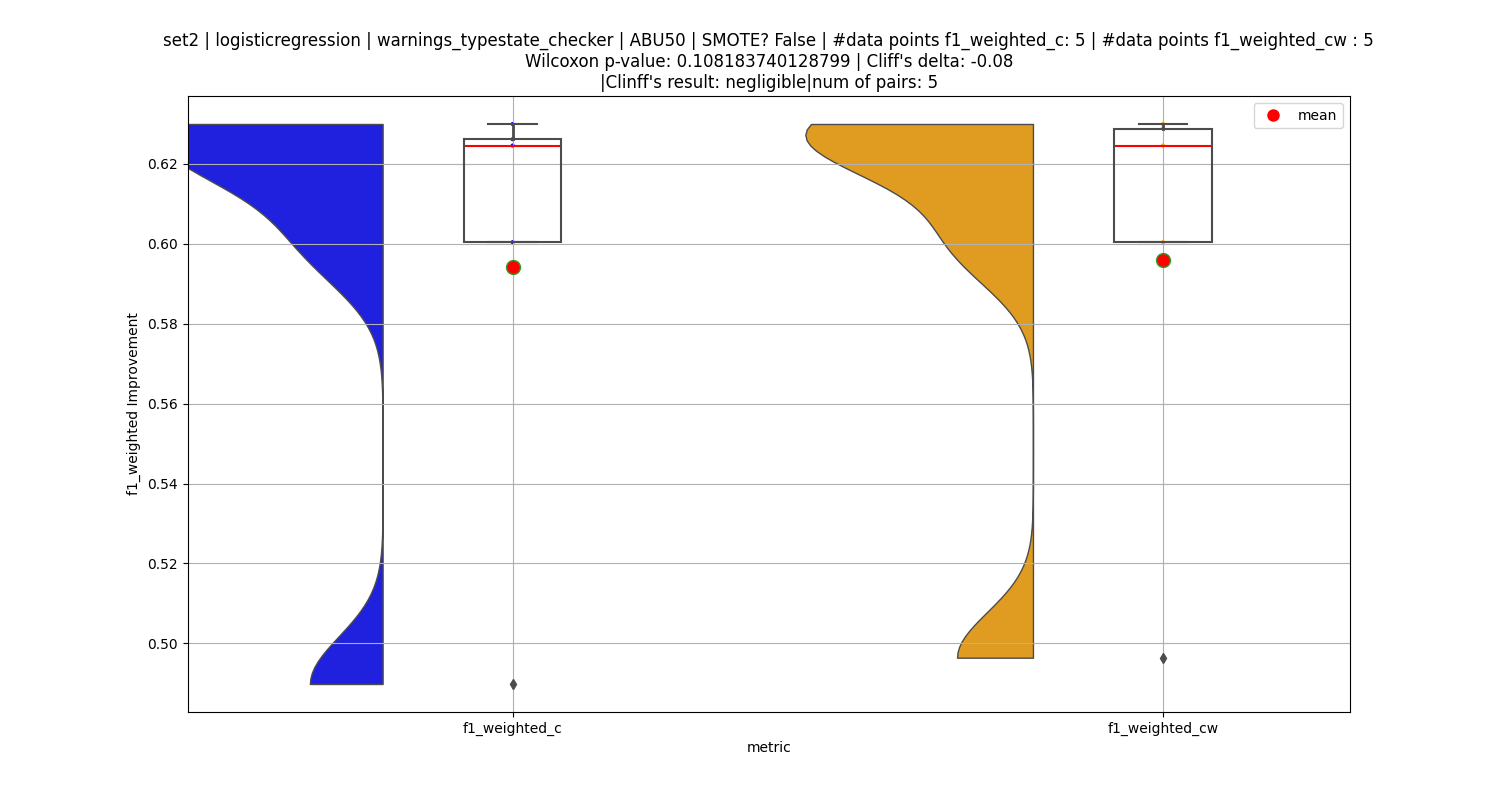 set2 | logisticregression | warnings_typestate_checker | ABU50 | SMOTE? False | #data points f1_weighted_c: 5 | #data points f1_weighted_cw : 5
Wilcoxon p-value: 0.108183740128799 | Cliff's delta: -0.08
|Clinff's result: negligible|num of pairs: 5
mean
0.62
0.60
0.58
0.56
0.54
0.52
0.50
f1_weighted Improvement
f1_weighted_c
f1_weighted_cw
metric